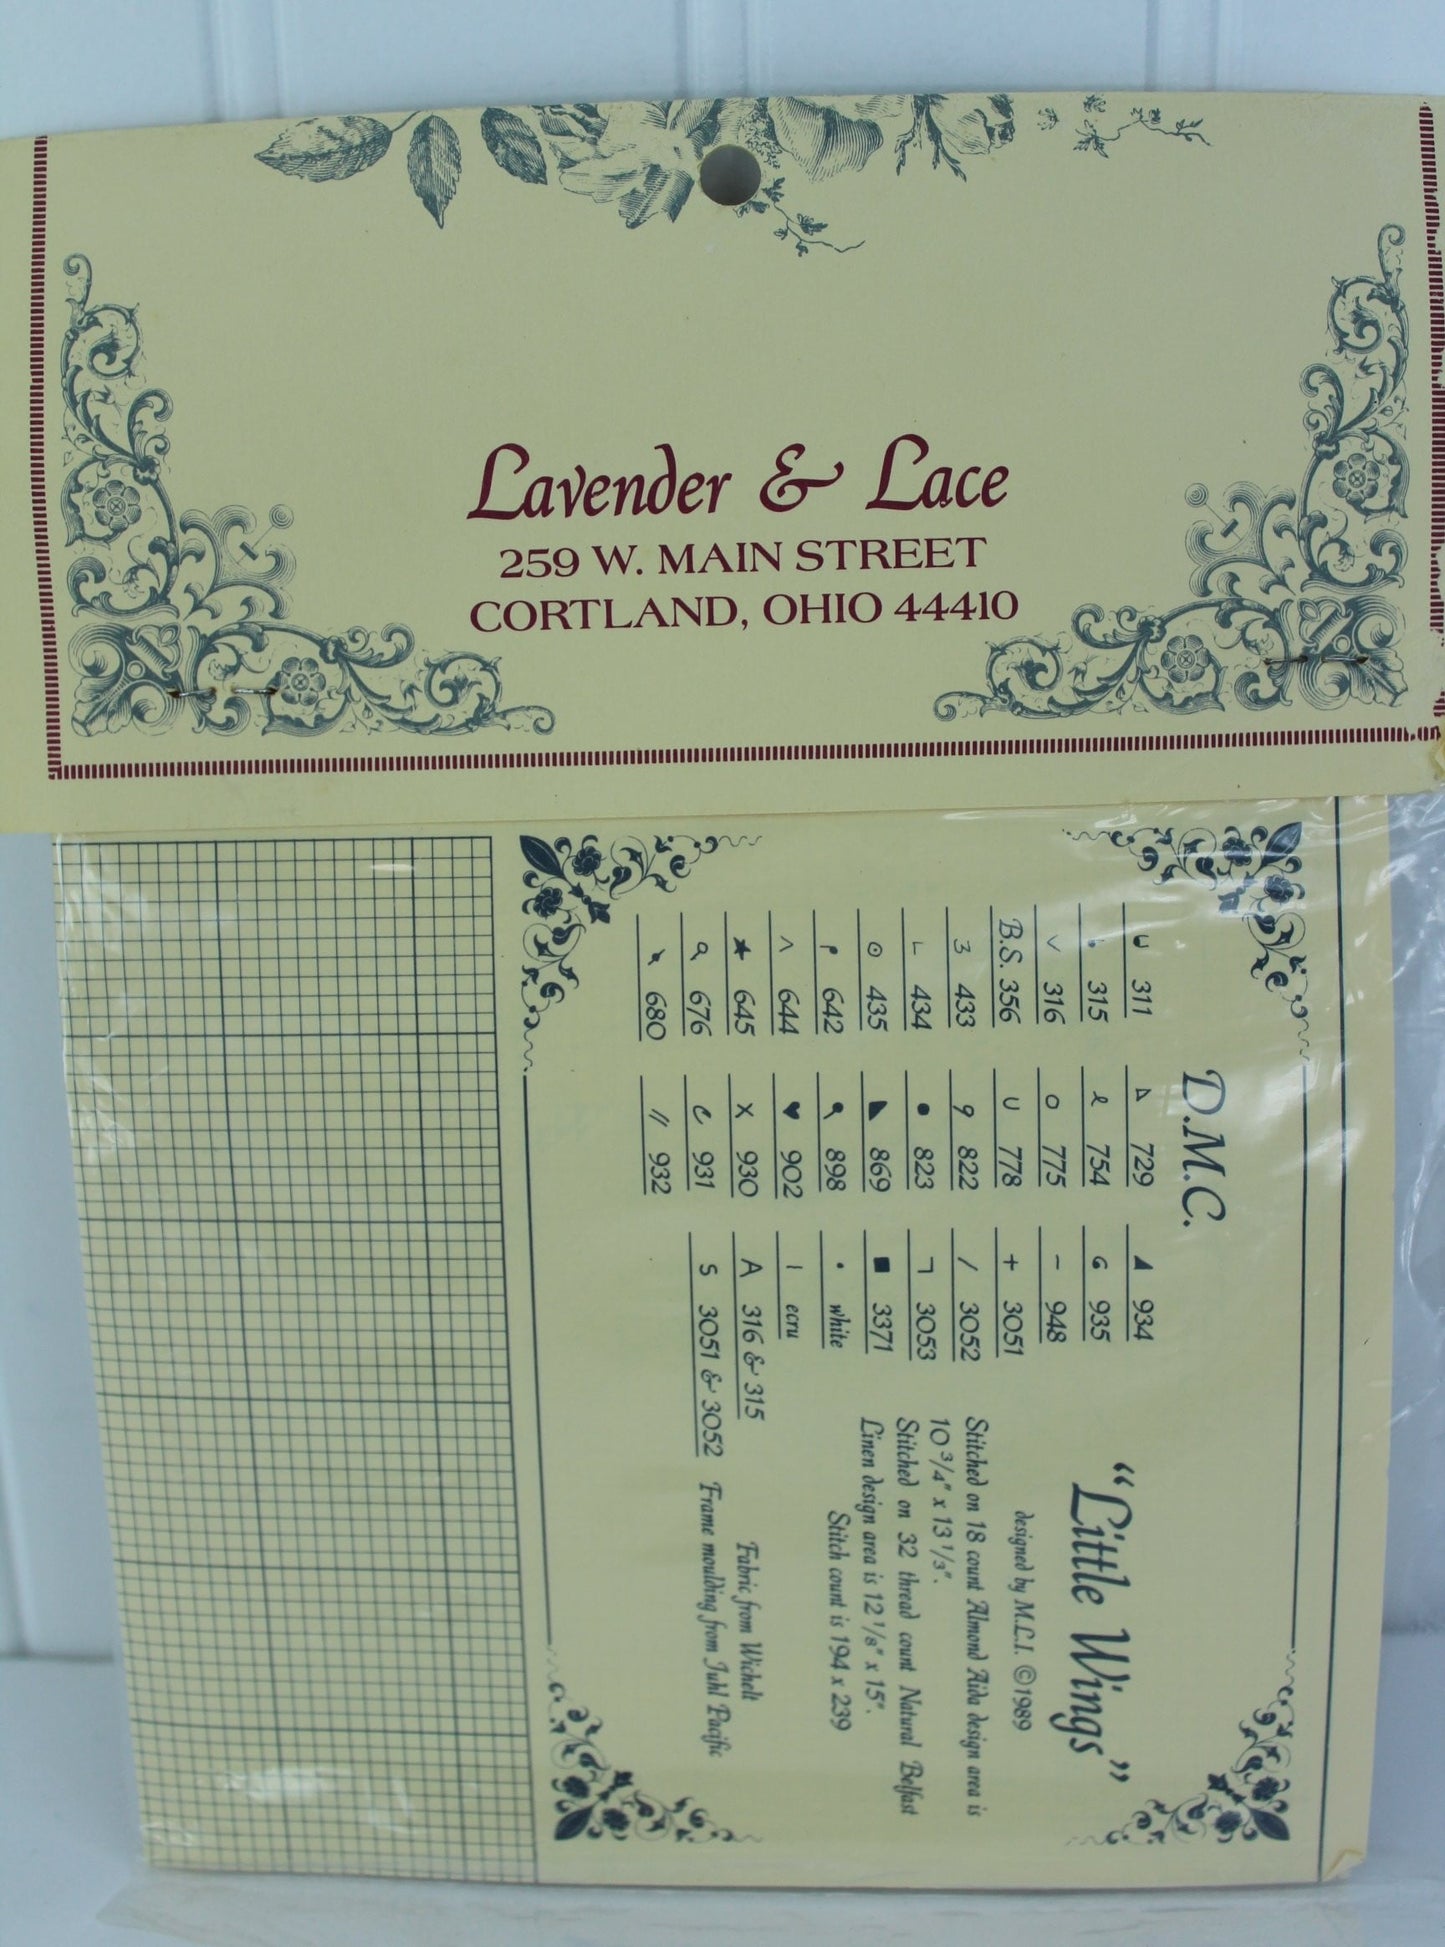 Lavender & Lace
259 W. MAIN STREET
CORTLAND, OHIO 44410
D.M.C.
311
315
316
B.S. 356
433
434
435
642
644
645
676
680
729
754
775
778
822
823
869
898
902
930
931
932
934
935
948
3051
3052
3053
3371
white
ecru
A 316 & 315
S 3051 & 3052
"Little Wings"
designed by M.L.I. ©1989
Stitched on 18 count Almond Aida design area is
10 3/4" x 13 1/3".
Stitched on 32 thread count Natural Belfast
Linen design area is 12 1/8" x 15".
Stitch count is 194 x 239
Fabric from Wichelt
Frame moulding from Juhl Pacific